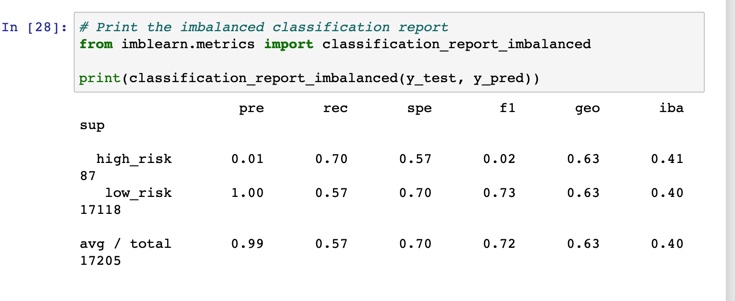 In [28]: # Print the imbalanced classification report
from imblearn.metrics import classification_report_imbalanced
print(classification_report_imbalanced(y_test, y_pred))
pre rec spe f1 geo iba
sup
high_risk 0.01 0.70 0.57 0.02 0.63 0.41
87
low_risk 1.00 0.57 0.70 0.73 0.63 0.40
17118
avg / total 0.99 0.57 0.70 0.72 0.63 0.40
17205